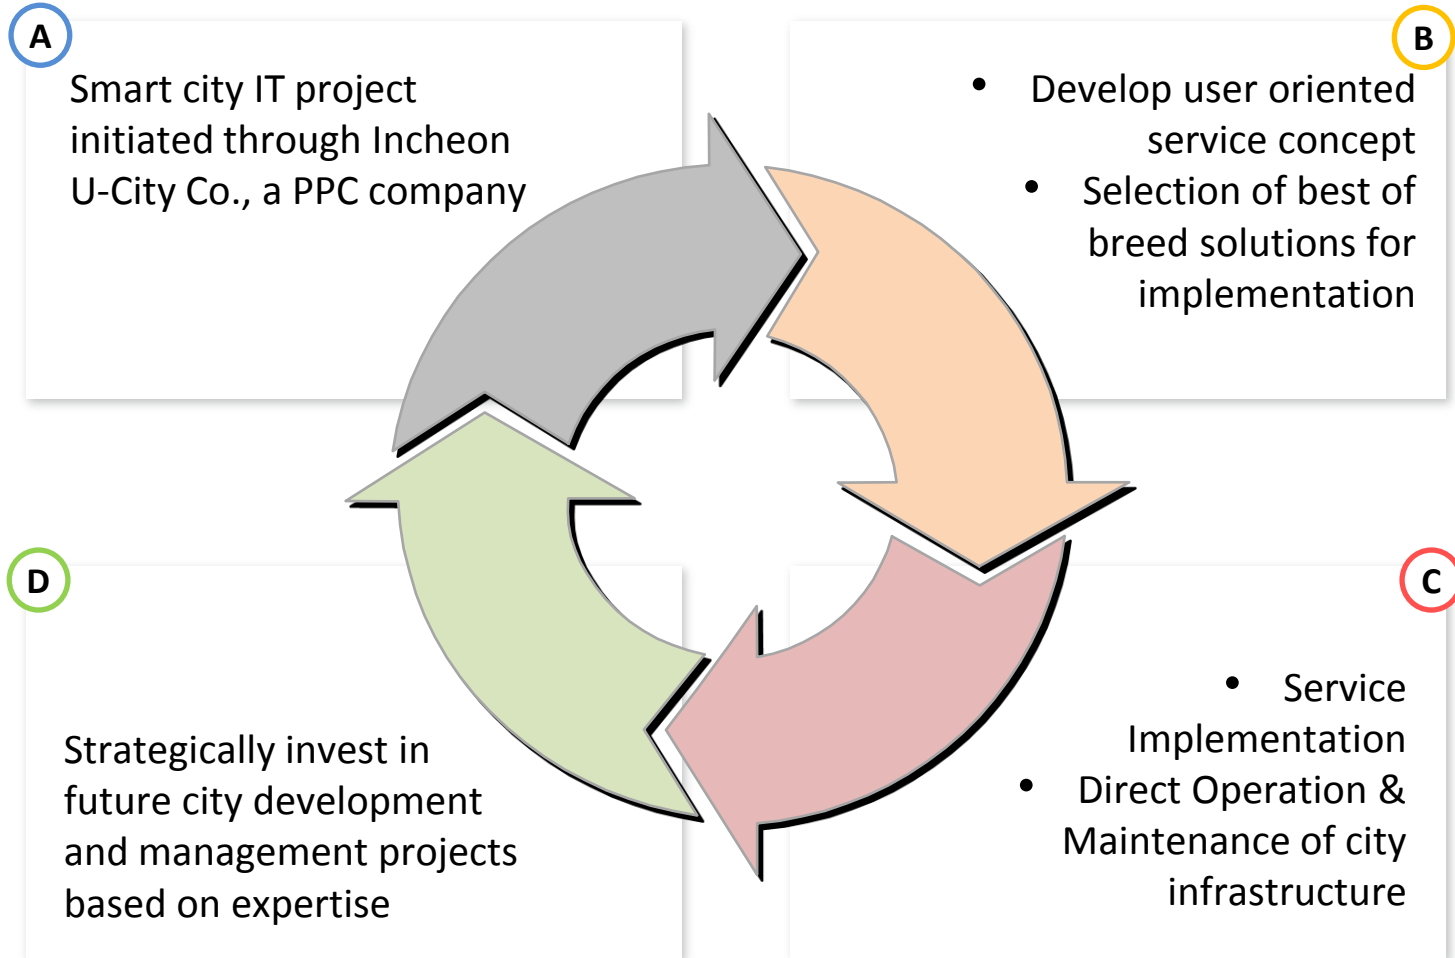 A
Smart city IT project
initiated through Incheon
U-City Co., a PPC company
B
• Develop user oriented
service concept
• Selection of best of
breed solutions for
implementation
C
• Service
Implementation
• Direct Operation &
Maintenance of city
infrastructure
D
Strategically invest in
future city development
and management projects
based on expertise